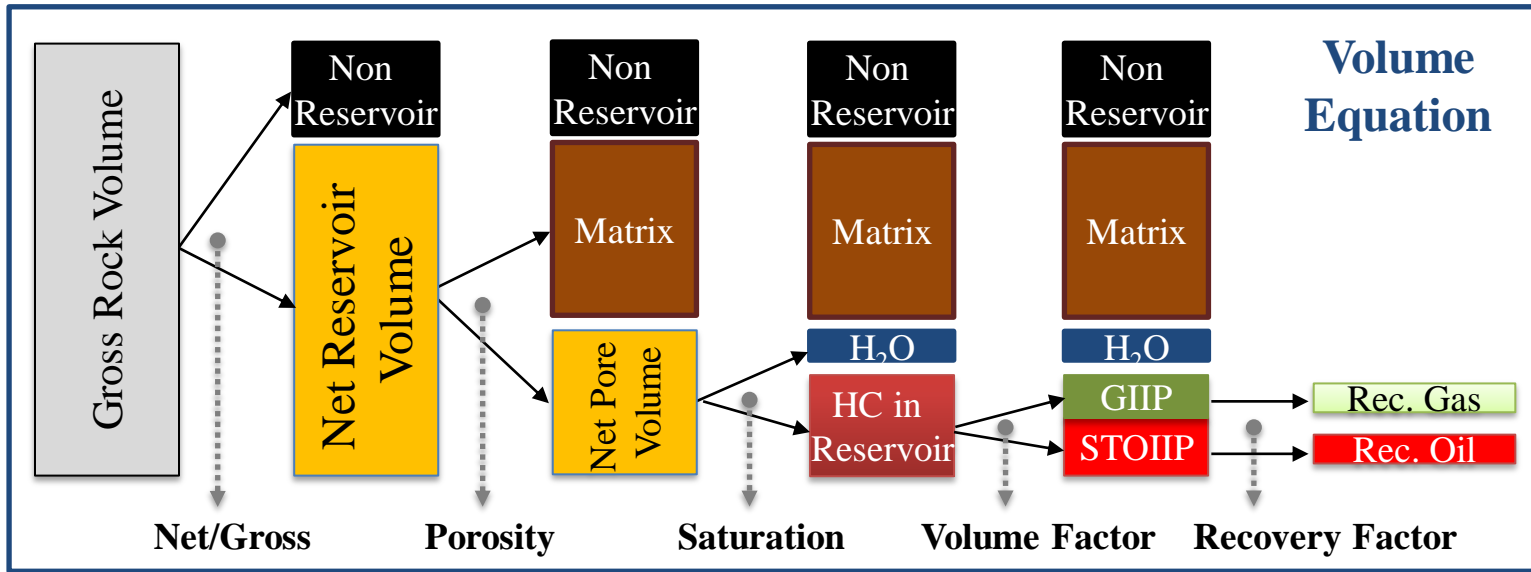 Volume
Equation
Gross Rock Volume
Non
Reservoir
Net Reservoir
Volume
Non
Reservoir
Matrix
Net Pore
Volume
Non
Reservoir
Matrix
H₂O
HC in
Reservoir
Non
Reservoir
Matrix
H₂O
GIIP
STOIIP
Rec. Gas
Rec. Oil
Net/Gross
Porosity
Saturation
Volume Factor
Recovery Factor